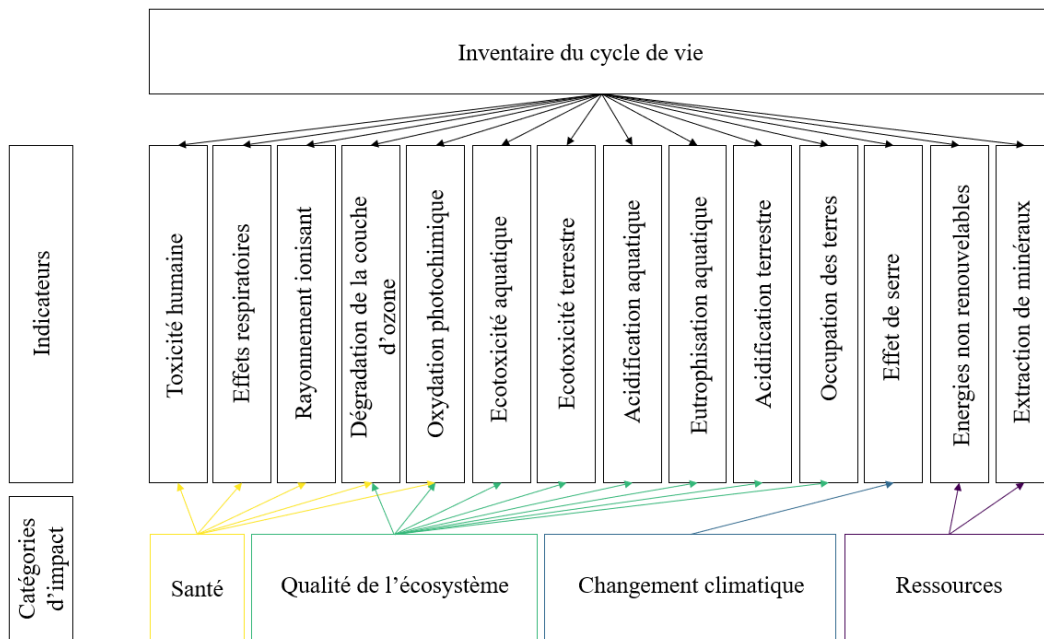 Inventaire du cycle de vie
Indicateurs
Toxicité humaine
Effets respiratoires
Rayonnement ionisant
Dégradation de la couche
d’ozone
Oxydation photochimique
Ecotoxicité aquatique
Ecotoxicité terrestre
Acidification aquatique
Eutrophisation aquatique
Acidification terrestre
Occupation des terres
Effet de serre
Energies non renouvelables
Extraction de minéraux
Catégories
d’impact
Santé
Qualité de l’écosystème
Changement climatique
Ressources